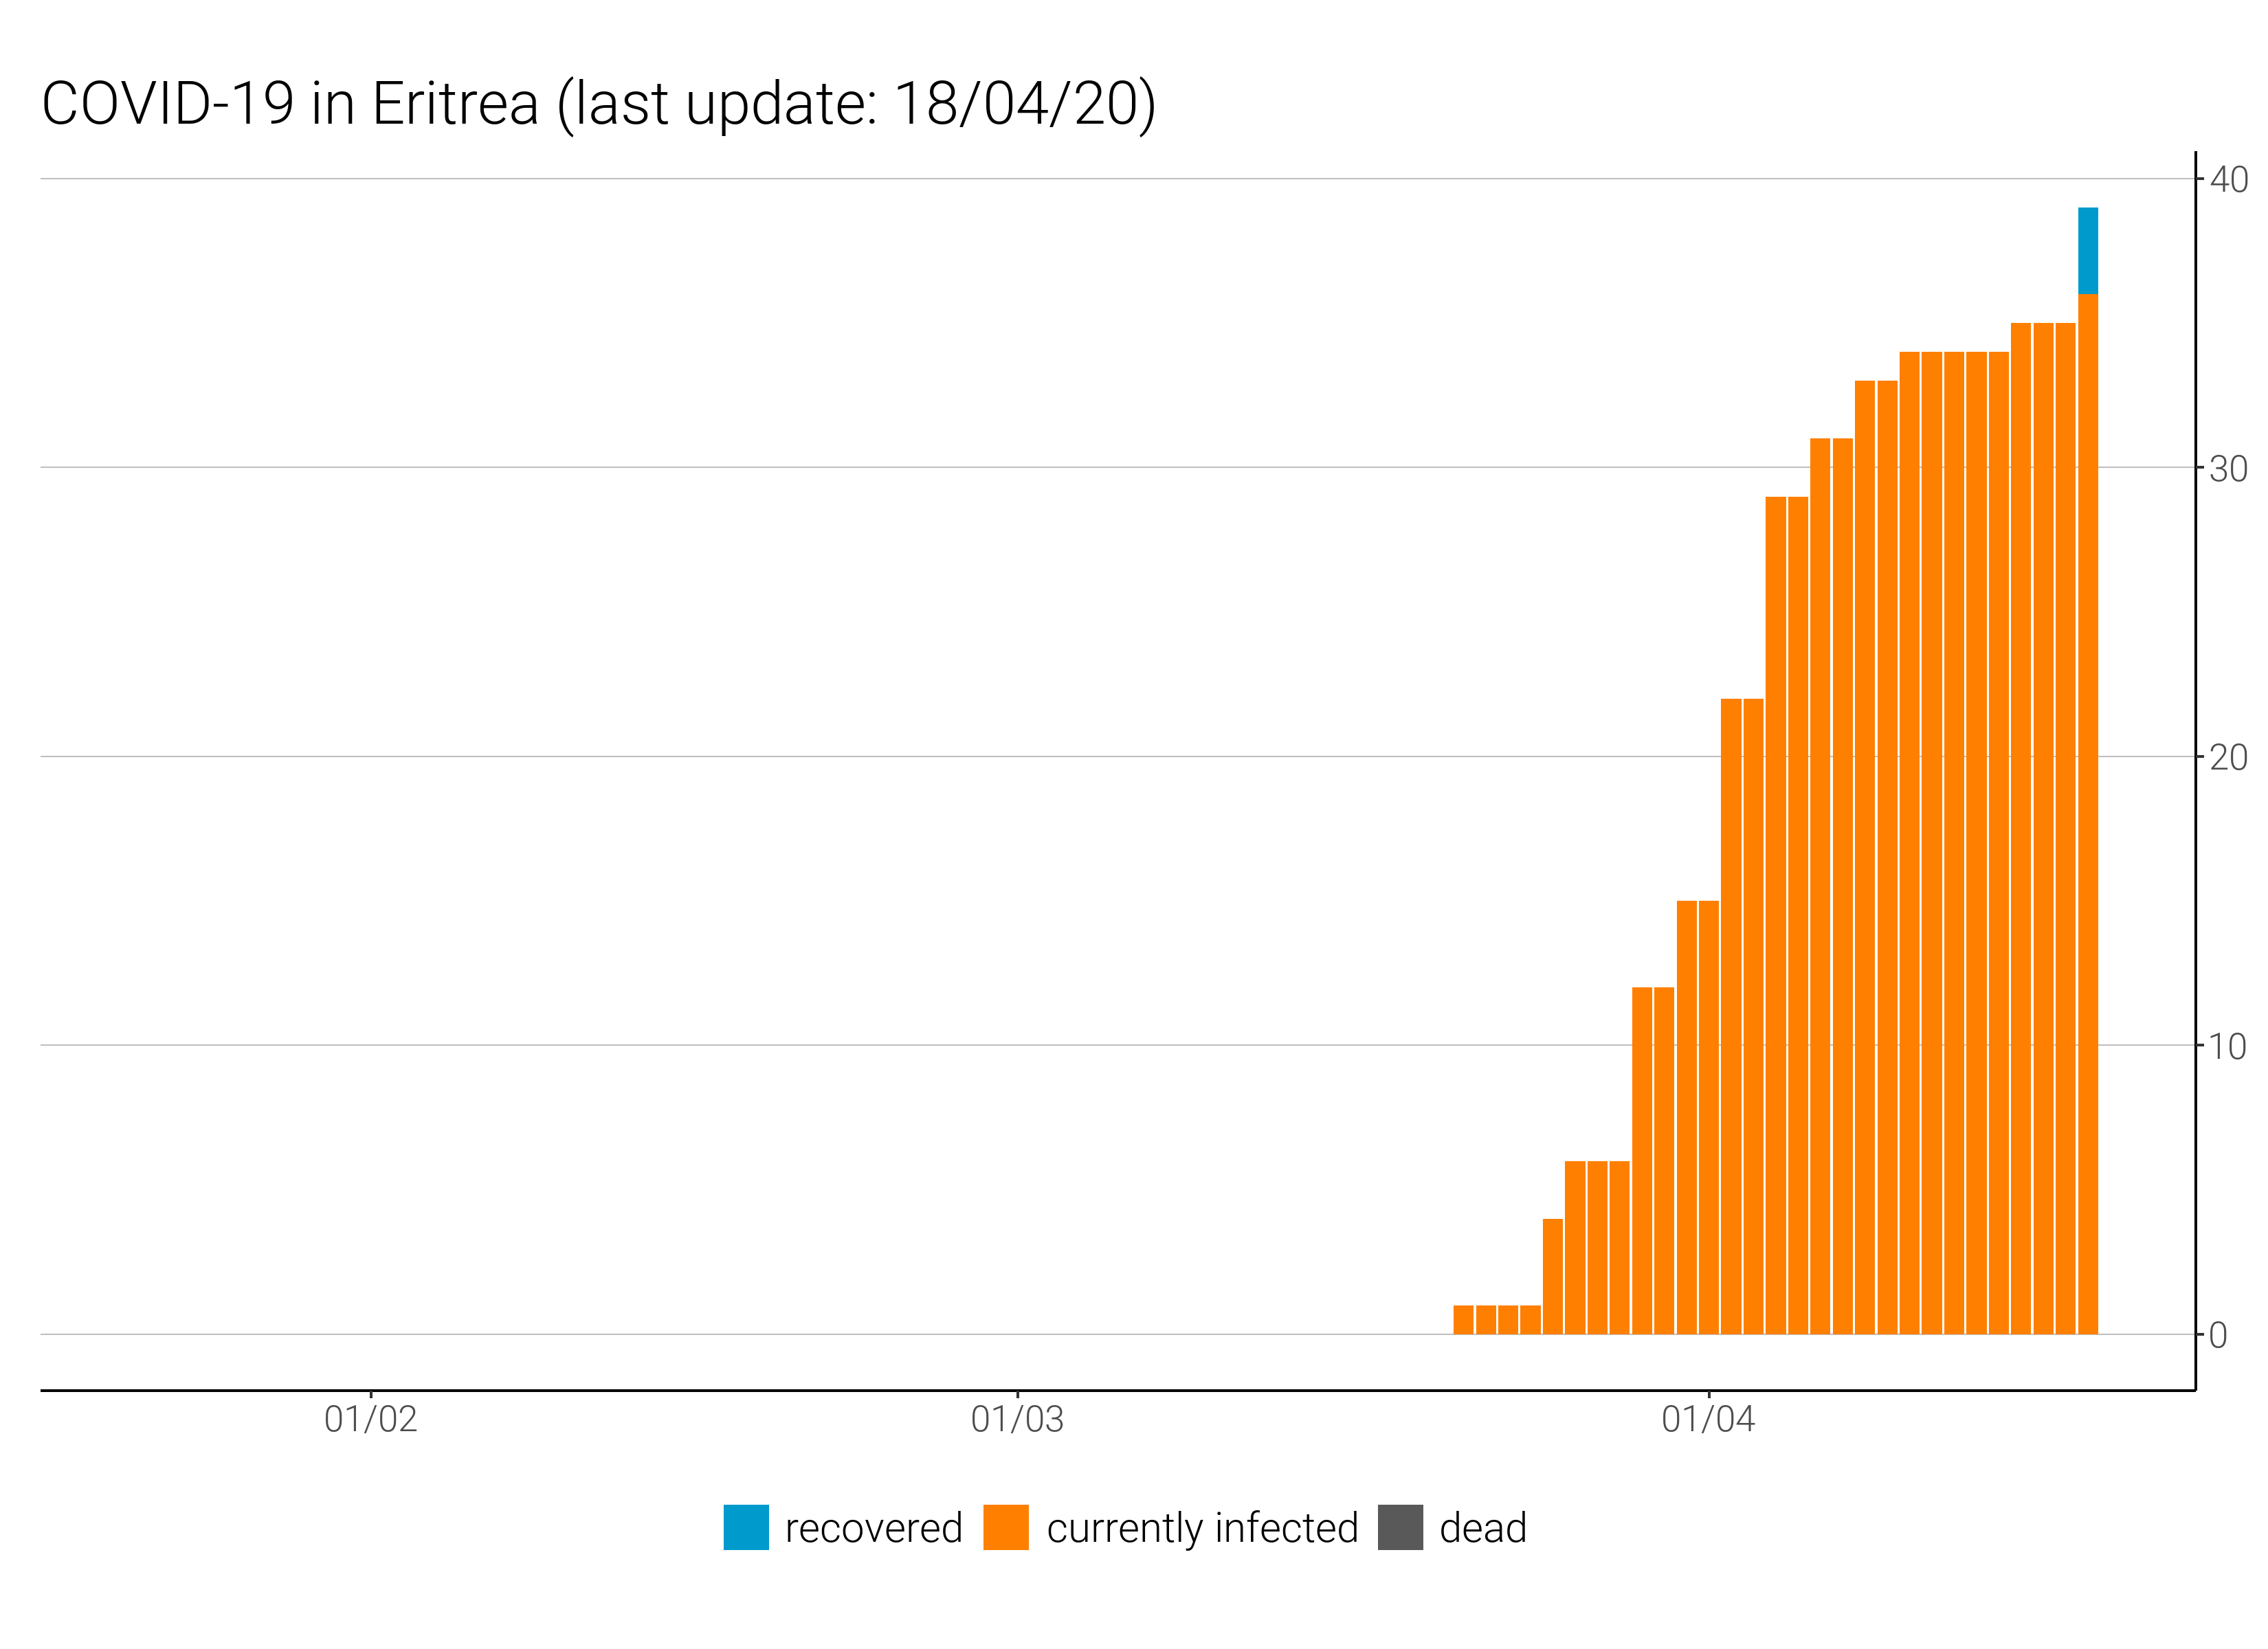 COVID-19 in Eritrea (last update: 18/04/20)
40
30
20
10
0
01/02 01/03 01/04
recovered currently infected dead